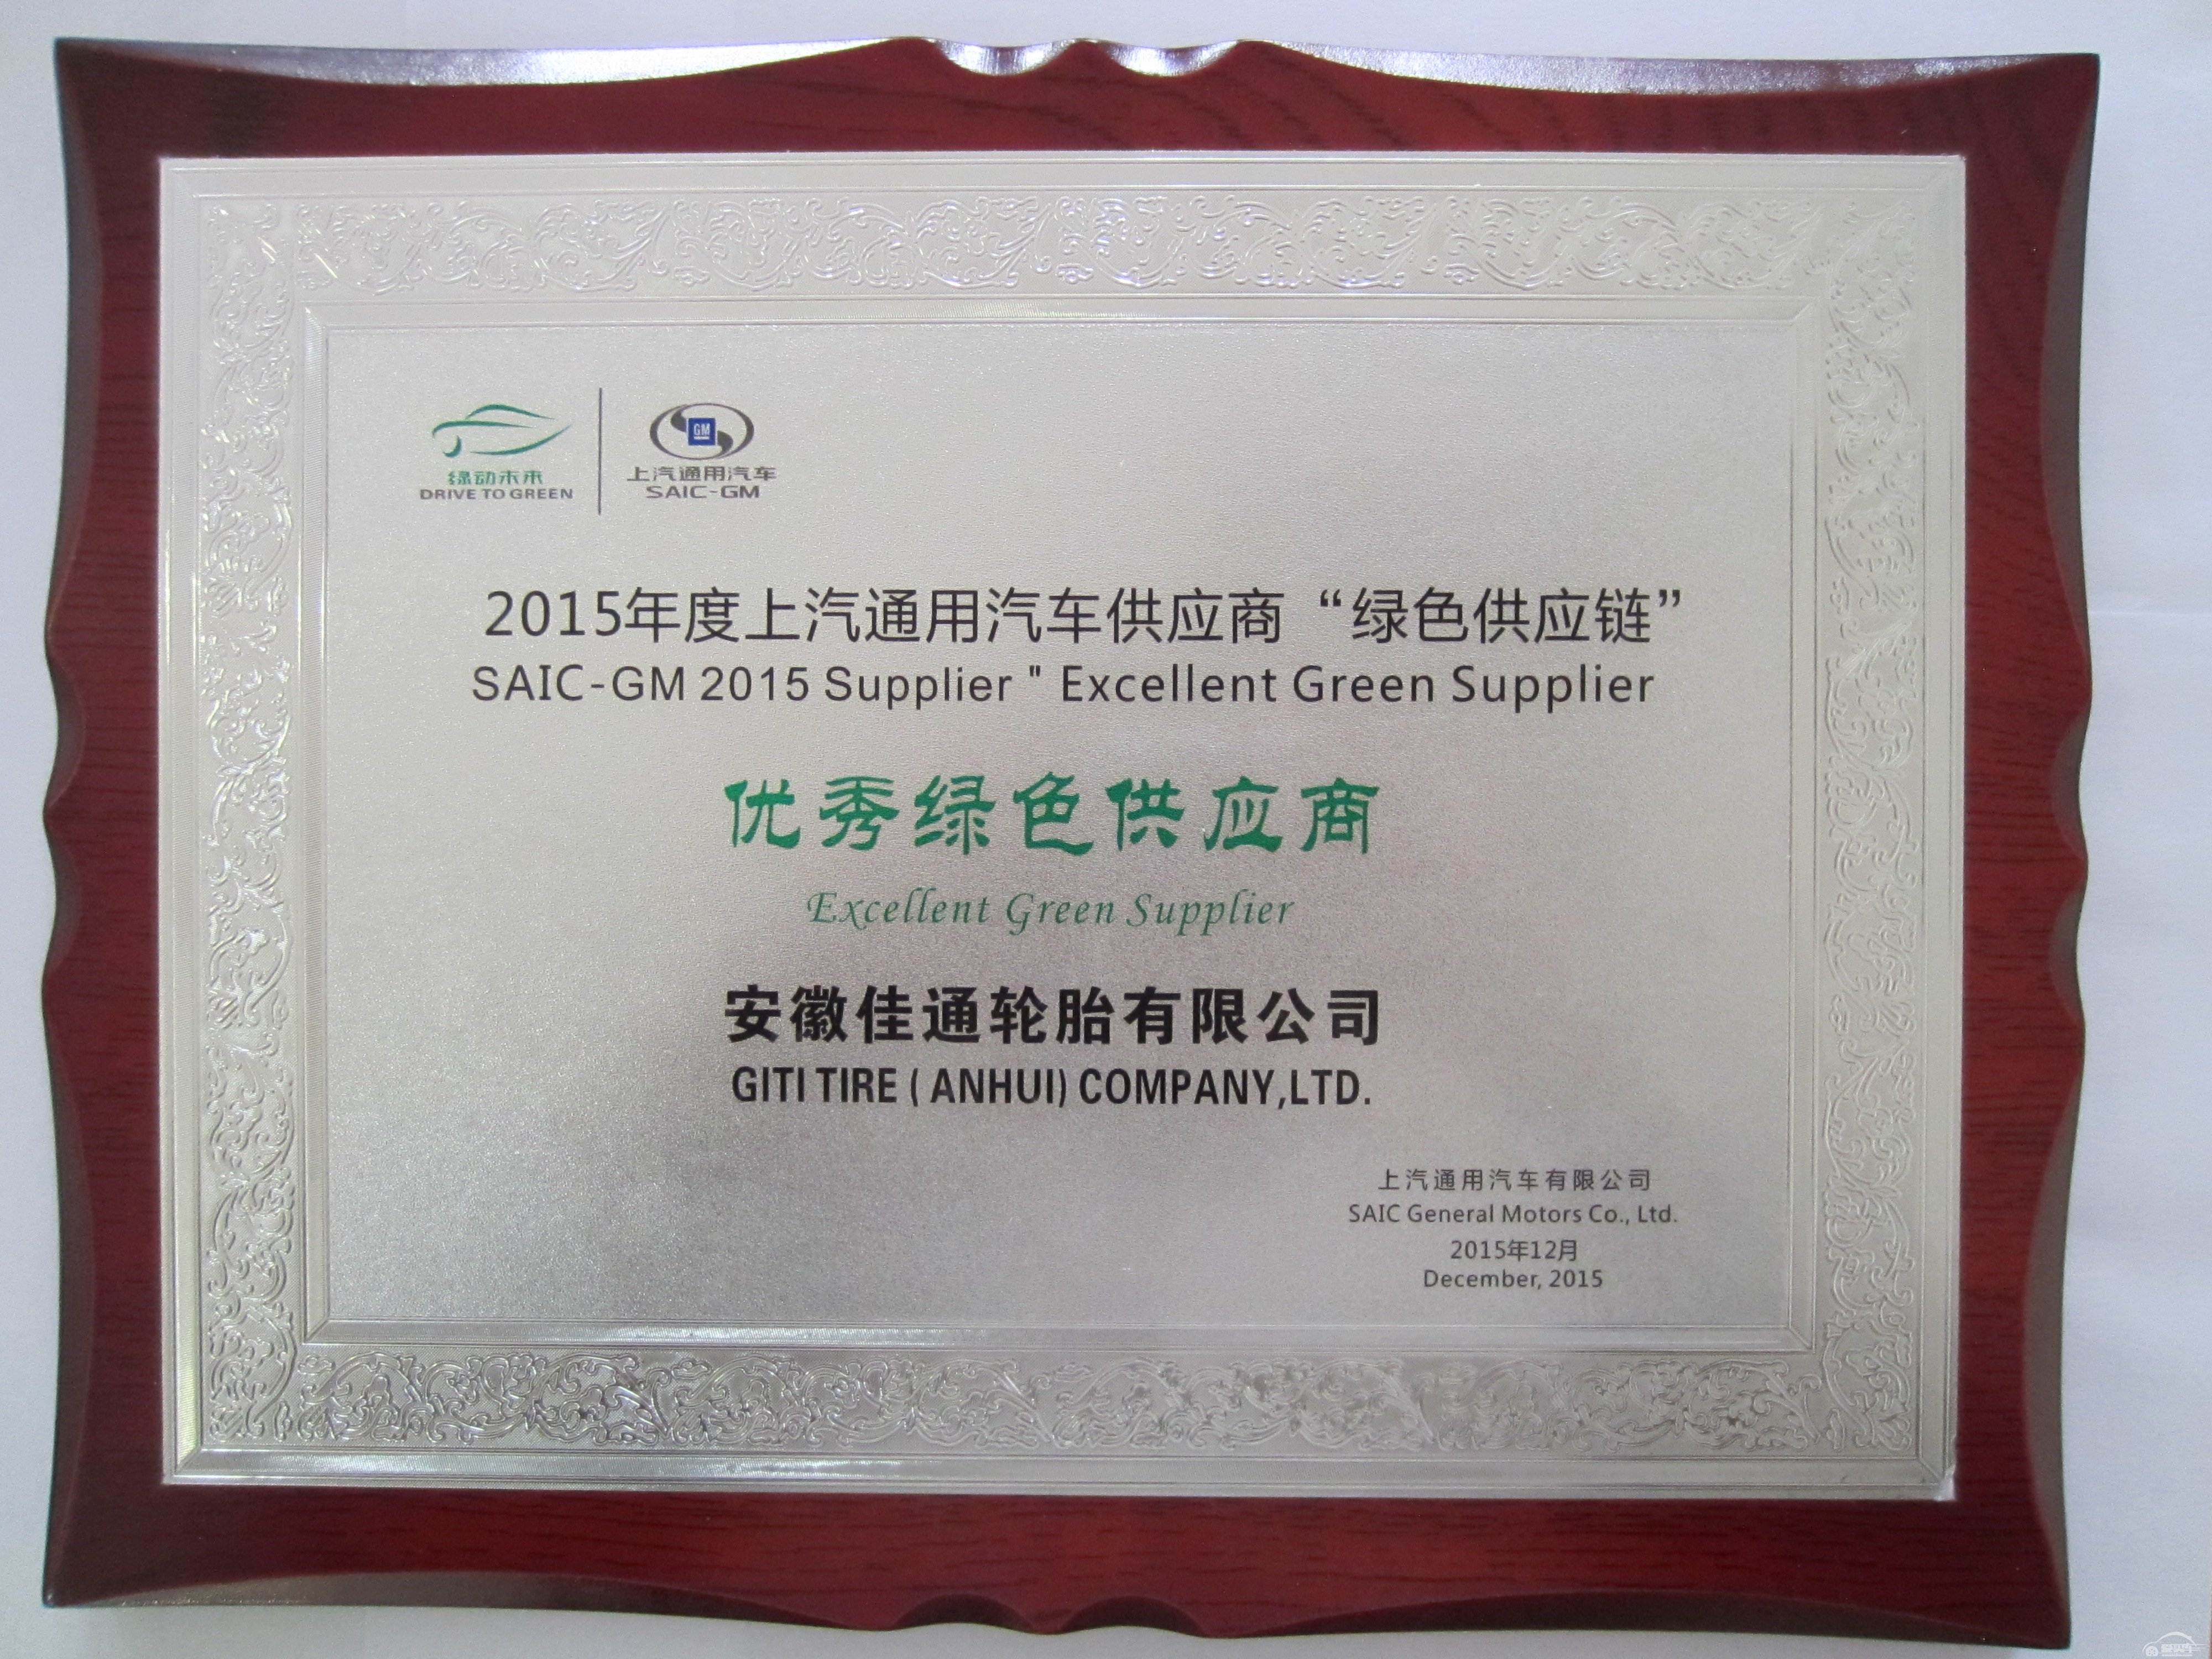 绿动未来
DRIVE TO GREEN
上汽通用汽车
SAIC-GM
GM
2015年度上汽通用汽车供应商“绿色供应链”
SAIC-GM 2015 Supplier " Excellent Green Supplier
优秀绿色供应商
Excellent Green Supplier
安徽佳通轮胎有限公司
GITI TIRE ( ANHUI) COMPANY,LTD.
上汽通用汽车有限公司
SAIC General Motors Co., Ltd.
2015年12月
December, 2015